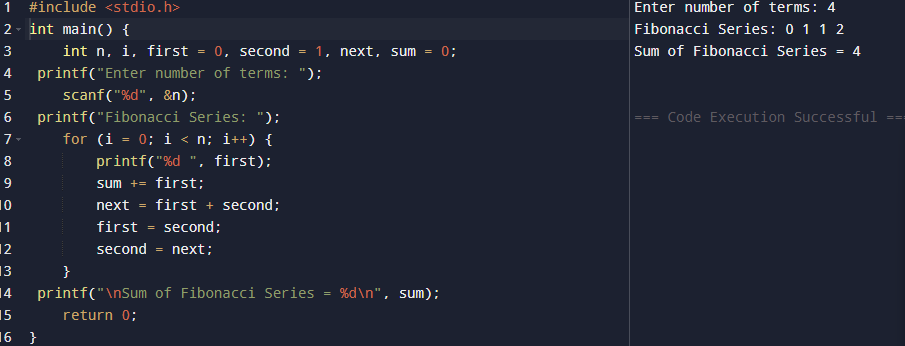 1 #include <stdio.h>
2 int main() {
3     int n, i, first = 0, second = 1, next, sum = 0;
4  printf("Enter number of terms: ");
5     scanf("%d", &n);
6  printf("Fibonacci Series: ");
7     for (i = 0; i < n; i++) {
8         printf("%d ", first);
9         sum += first;
10         next = first + second;
11         first = second;
12         second = next;
13     }
14  printf("\nSum of Fibonacci Series = %d\n", sum);
15     return 0;
16 }
Enter number of terms: 4
Fibonacci Series: 0 1 1 2
Sum of Fibonacci Series = 4
=== Code Execution Successful ==